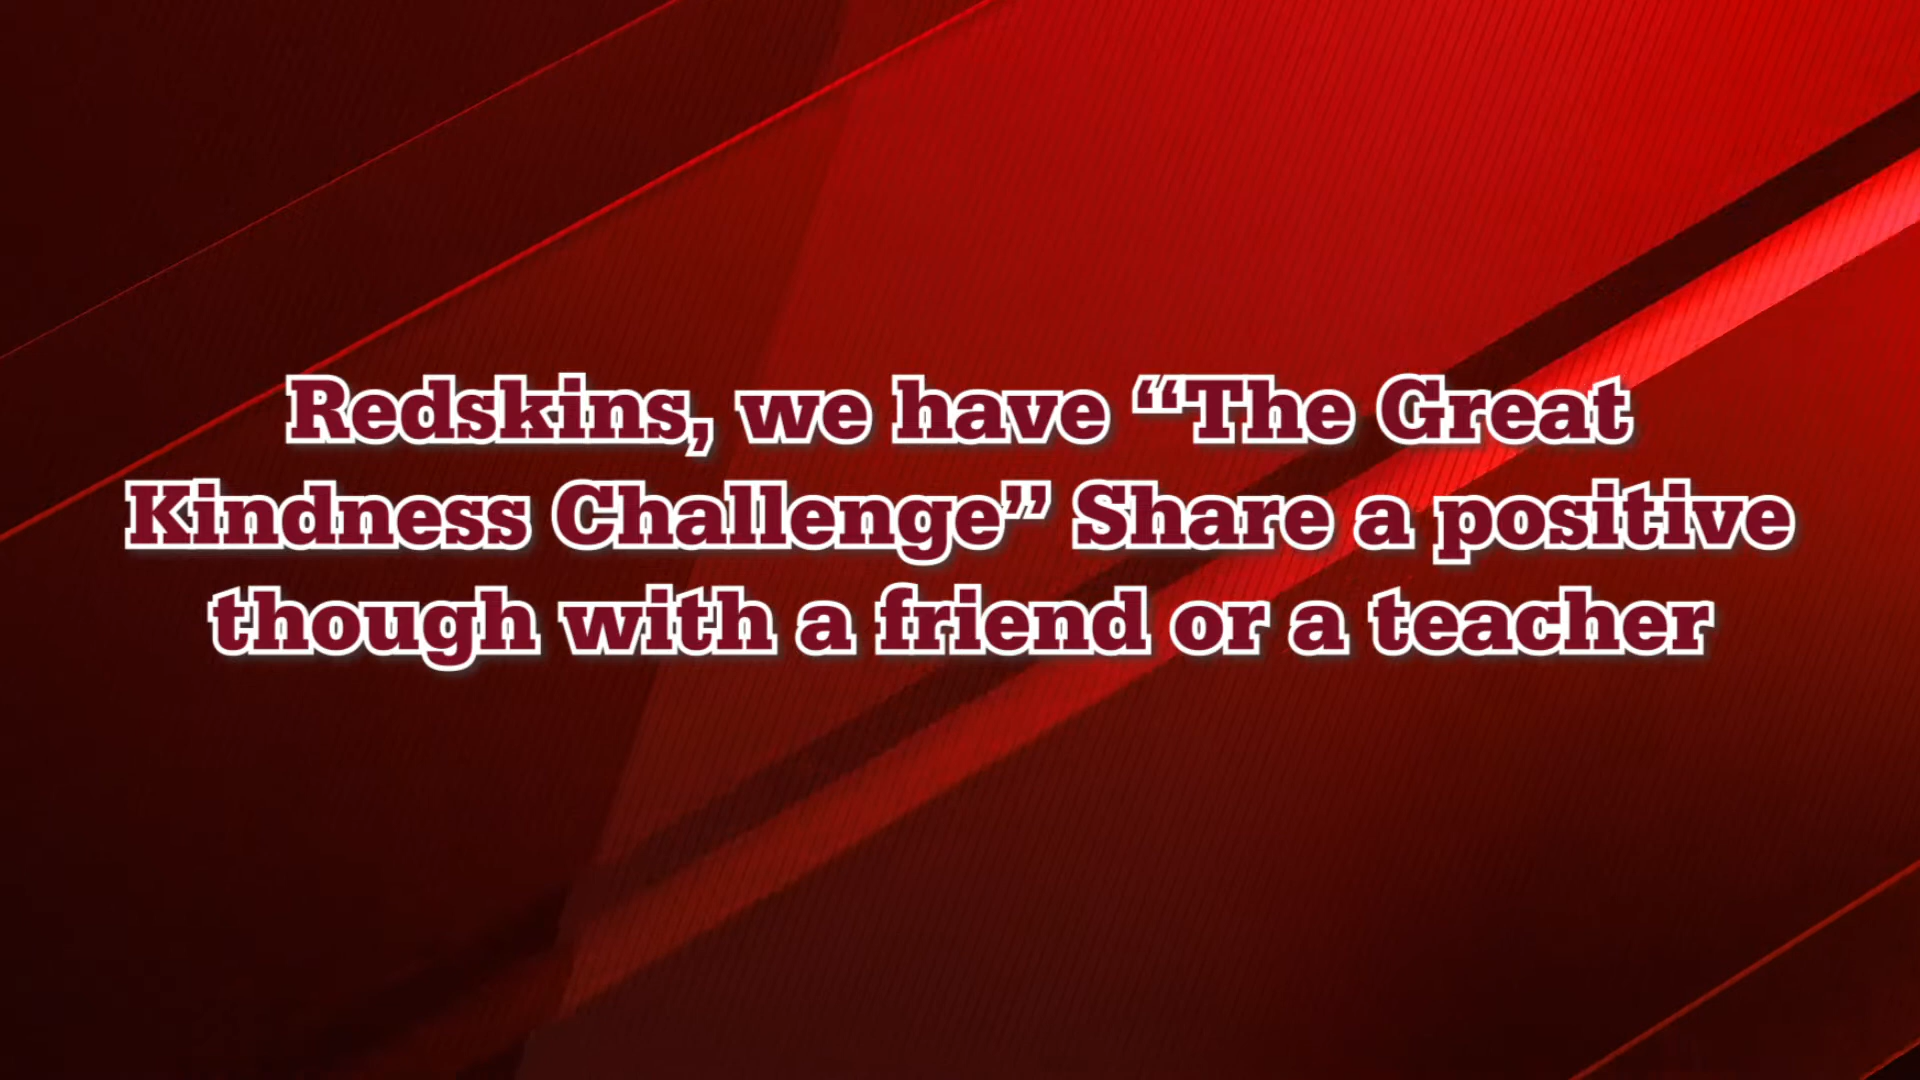 Redskins, we have “The Great
Kindness Challenge” Share a positive
though with a friend or a teacher